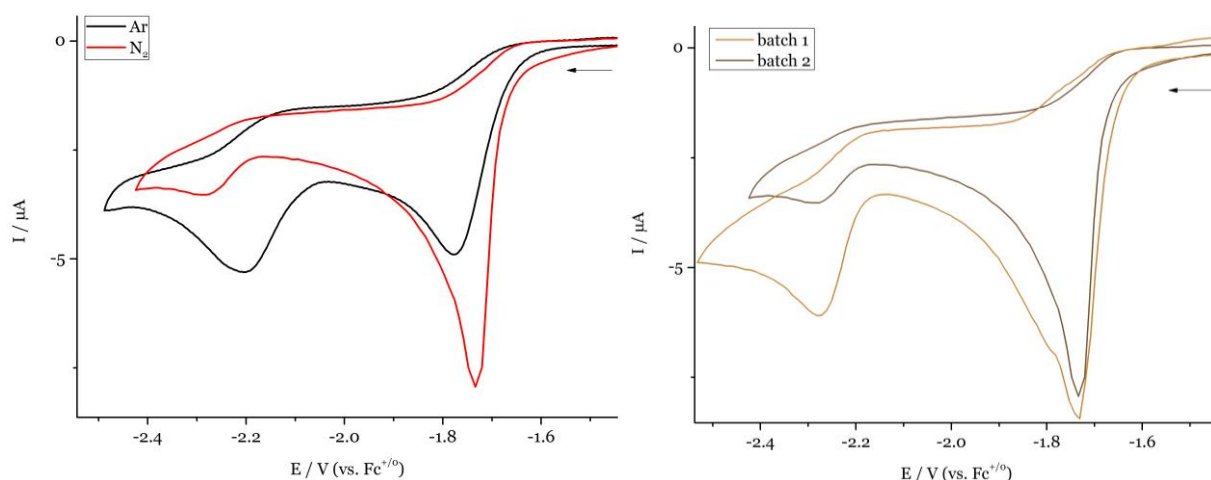 Ar
N₂
0
-5
I / µA
-2.4
-2.2
-2.0
-1.8
-1.6
E / V (vs. Fc⁺/⁰)
batch 1
batch 2
0
-5
I / µA
-2.4
-2.2
-2.0
-1.8
-1.6
E / V (vs. Fc⁺/⁰)